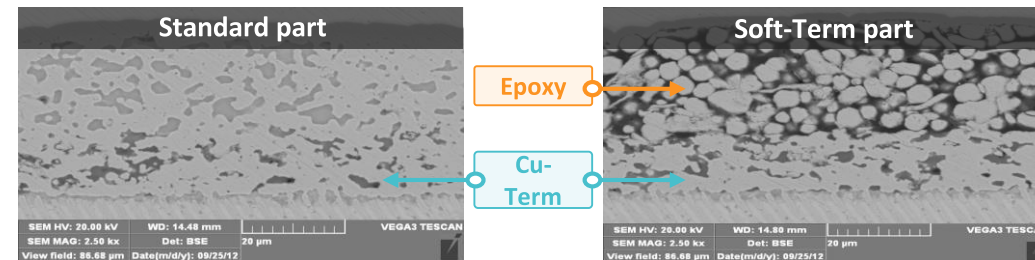 Standard part
Soft-Term part
Epoxy
Cu-
Term
SEM HV: 20.00 kV
WD: 14.48 mm
VEGA3 TESCAN
SEM MAG: 2.50 kx
Det: BSE
20 µm
View field: 86.68 µm
Date(m/d/y): 09/25/12
SEM HV: 20.00 kV
WD: 14.80 mm
VEGA3 TESCA
SEM MAG: 2.50 kx
Det: BSE
20 µm
View field: 86.68 µm
Date(m/d/y): 09/25/12